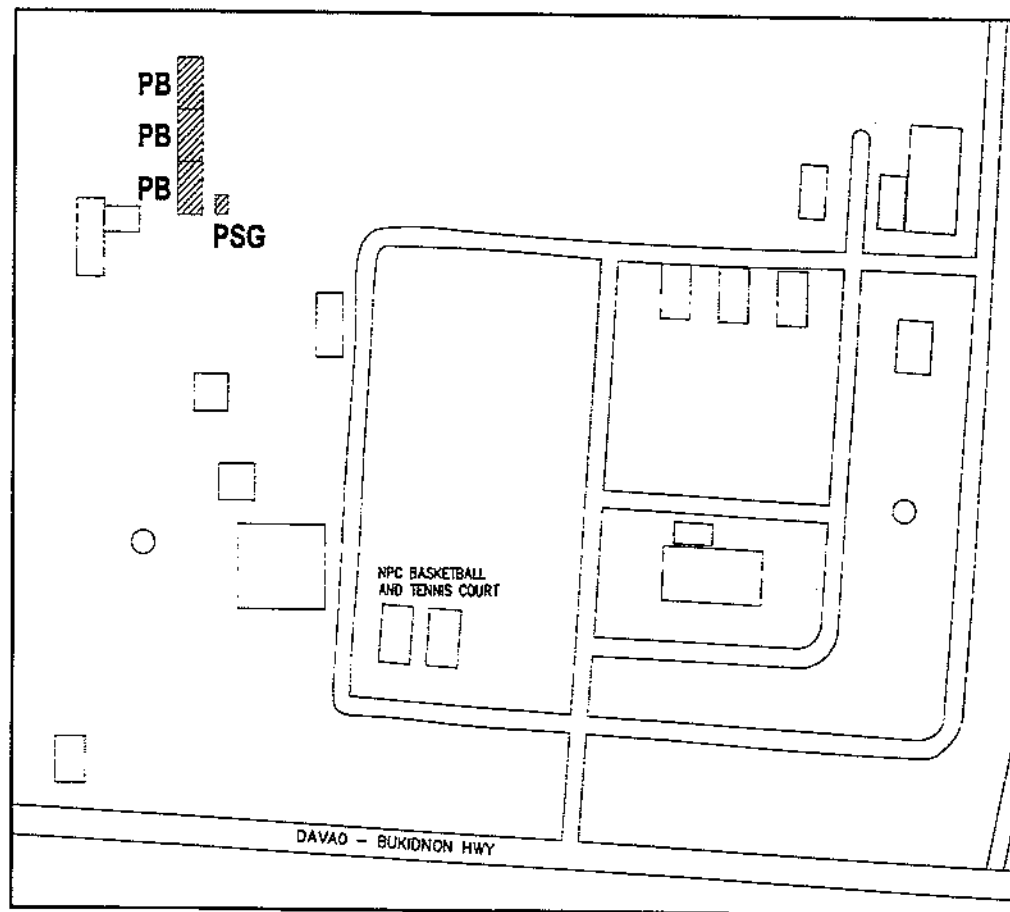 PB
PB
PB
PSG
NPC BASKETBALL
AND TENNIS COURT
DAVAO - BUKIDNON HWY